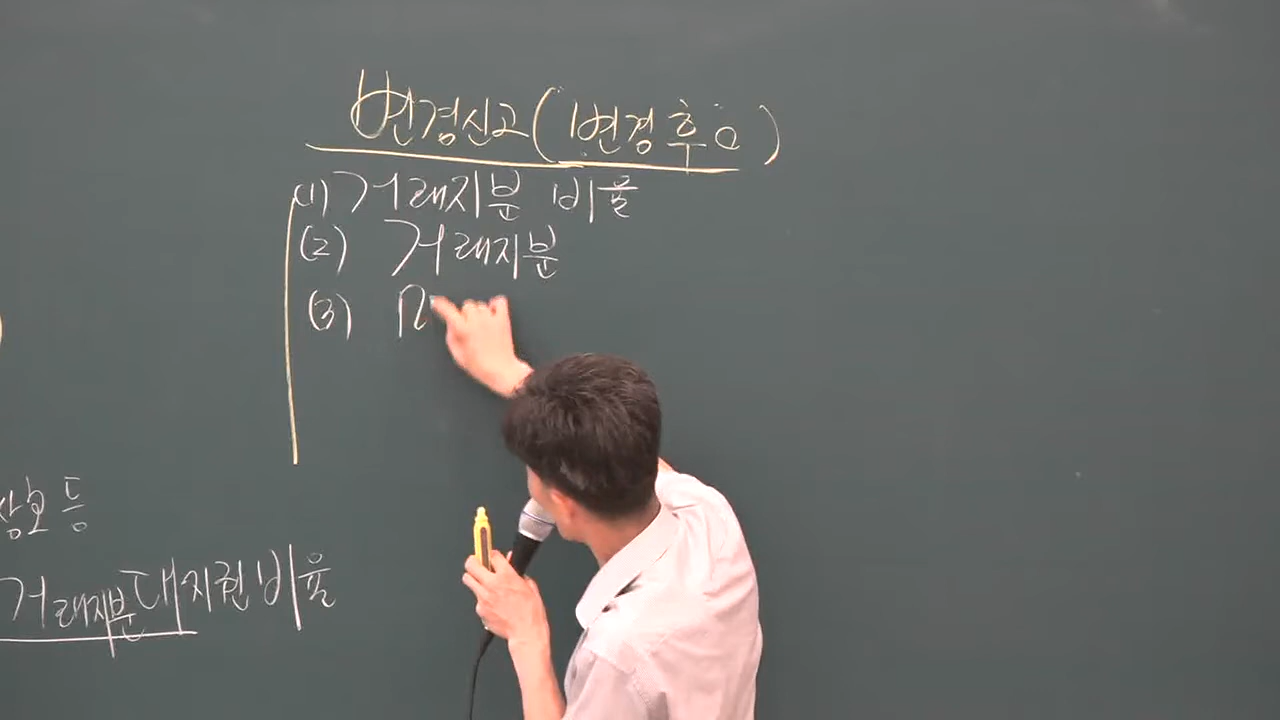 변경신고(변경후)
(1) 거래지분 비율
(2) 거래지분
(3)
상호 등
거래지분 대지권비율